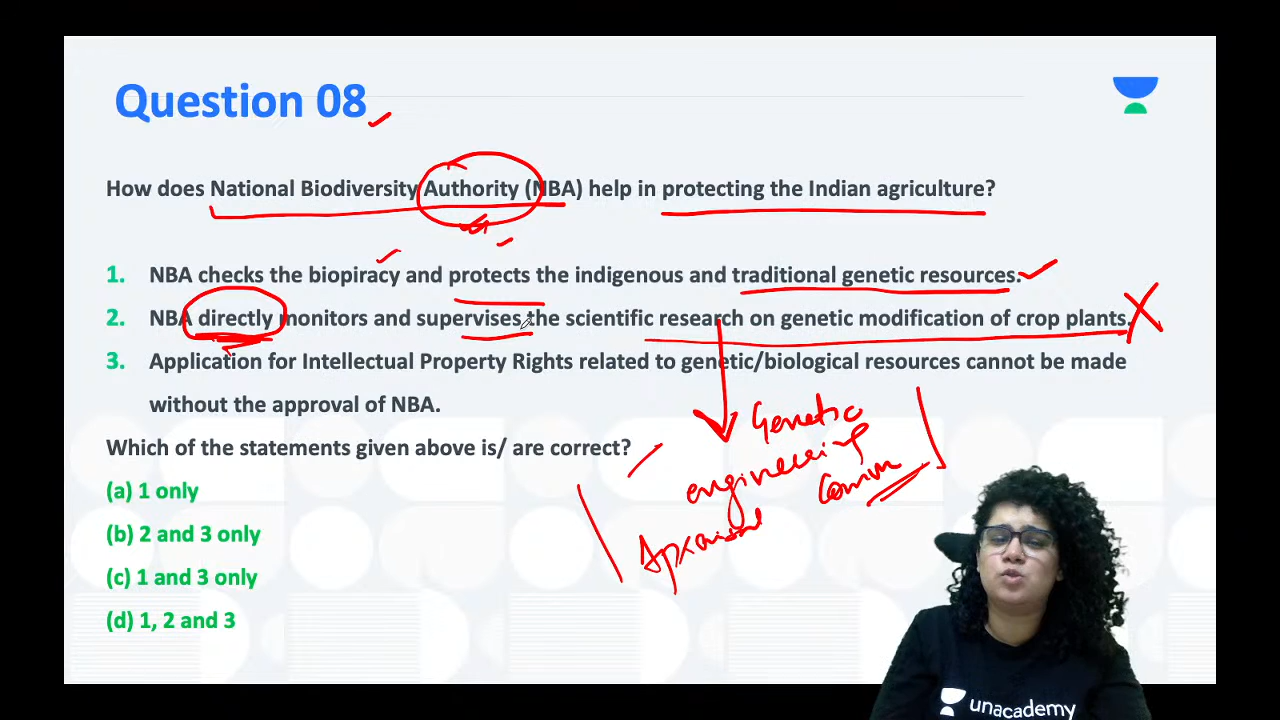 Question 08
How does National Biodiversity Authority (NBA) help in protecting the Indian agriculture?
1. NBA checks the biopiracy and protects the indigenous and traditional genetic resources.
2. NBA directly monitors and supervises the scientific research on genetic modification of crop plants.
3. Application for Intellectual Property Rights related to genetic/biological resources cannot be made
without the approval of NBA.
Genetic
engineering
Which of the statements given above is/ are correct?
(a) 1 only
(b) 2 and 3 only
(c) 1 and 3 only
(d) 1, 2 and 3
unacademy